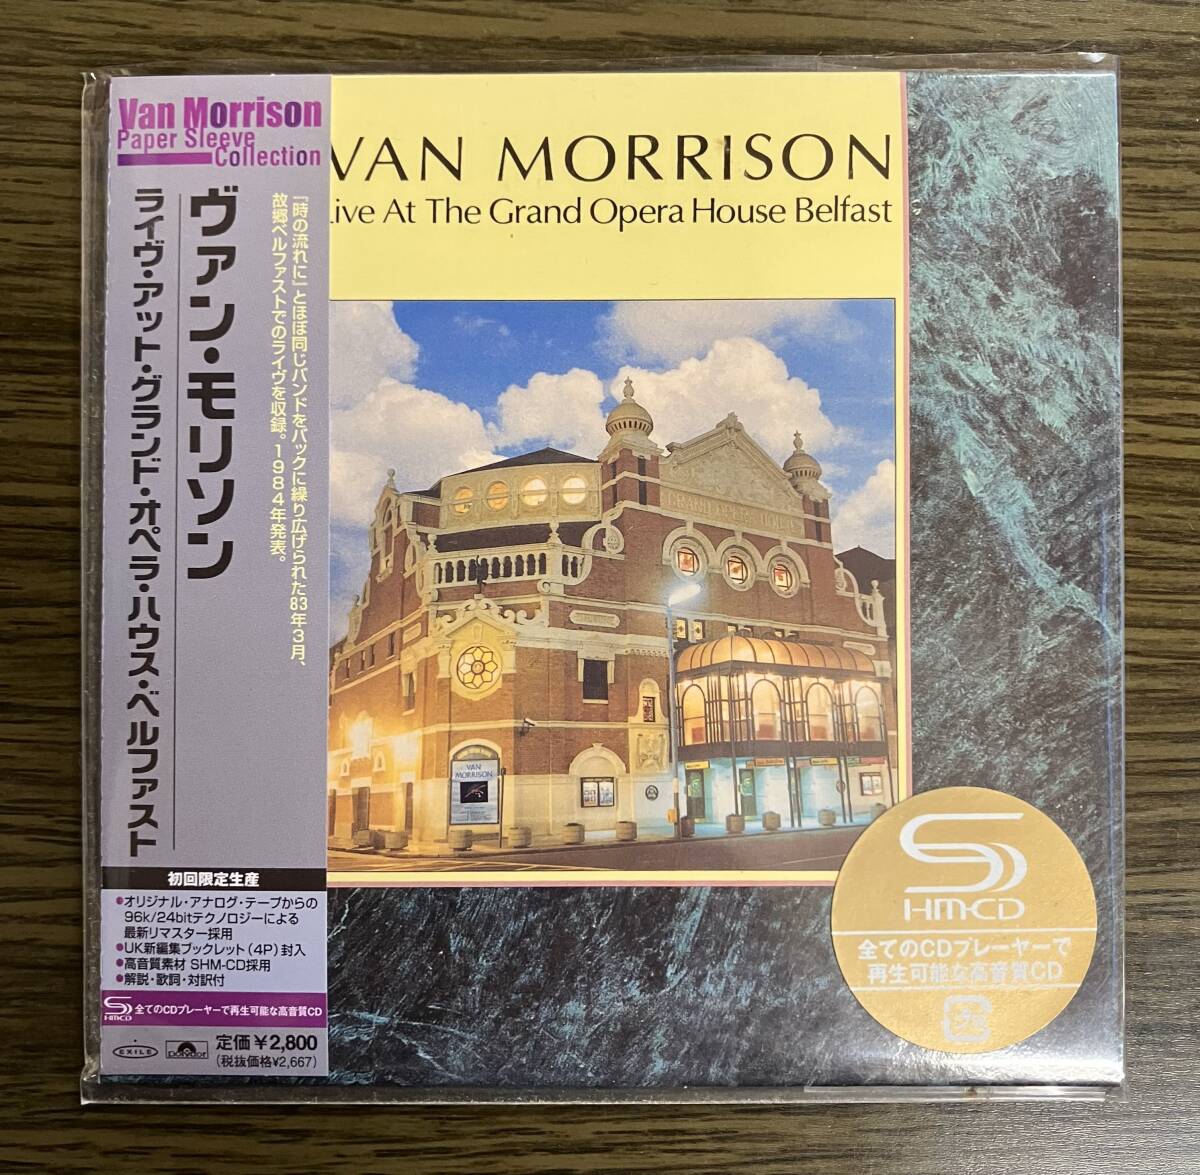 Van Morrison
Paper Sleeve
Collection
『時の流れに』とほぼ同じバンドをバックに繰り広げられた83年3月、
故郷ベルファストでのライヴを収録。1984年発表。
ヴァン・モリソン
ライヴ・アット・グランド・オペラ・ハウス・ベルファスト
初回限定生産
●オリジナル・アナログ・テープからの
96k/24bitテクノロジーによる
最新リマスター採用
●UK新編集ブックレット(4P)封入
●高音質素材 SHM-CD採用
●解説・歌詞・対訳付
SHM-CD 全てのCDプレーヤーで再生可能な高音質CD
EXILE polydor
定価¥2,800
(税抜価格¥2,667)
VAN MORRISON
Live At The Grand Opera House Belfast
GRAND OPERA HOUSE
VAN
MORRISON
SHM-CD
全てのCDプレーヤーで
再生可能な高音質CD